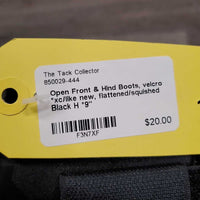 The Tack Collector
850029-444
Open Front & Hind Boots, velcro
*xc/like new, flattened/squished
Black H *9"
$20.00
F3N7XF